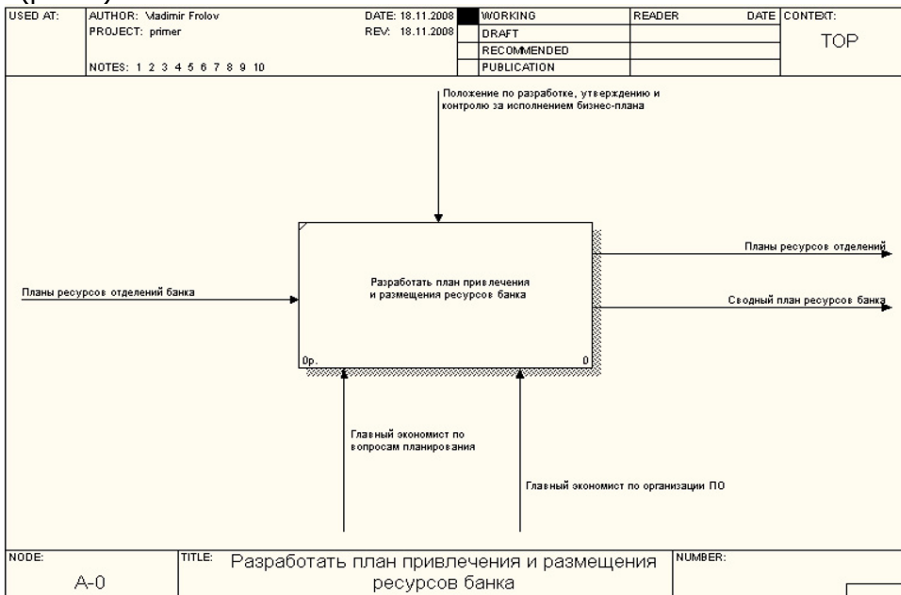 USED AT:
AUTHOR: Vladimir Frolov
DATE: 18.11.2008
WORKING
READER
DATE
CONTEXT:
PROJECT: primer
REV: 18.11.2008
DRAFT
TOP
RECOMMENDED
NOTES: 1 2 3 4 5 6 7 8 9 10
PUBLICATION
Положение по разработке, утверждению и
контролю за исполнением бизнес-плана
Планы ресурсов отделений
Разработать план привлечения
и размещения ресурсов банка
Планы ресурсов отделений банка
Сводный план ресурсов банка
0р.
0
Главный экономист по
вопросам планирования
Главный экономист по организации ПО
NODE:
TITLE:
Разработать план привлечения и размещения
ресурсов банка
NUMBER:
A-0